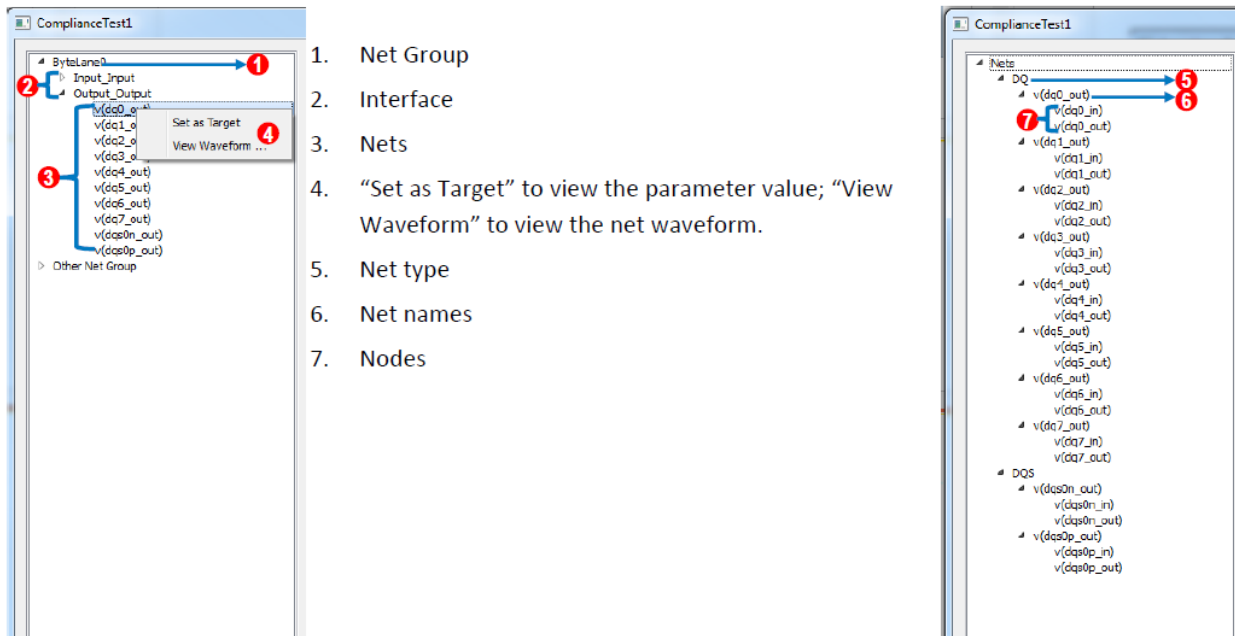 ComplianceTest1
ByteLane0
1
2
Input_Input
Output_Output
v(dq0_out)
Set as Target
v(dq1_o
View Waveform ...
4
v(dq2_o
v(dq3_o
3
v(dq4_out)
v(dq5_out)
v(dq6_out)
v(dq7_out)
v(dqs0n_out)
v(dqs0p_out)
Other Net Group
1. Net Group
2. Interface
3. Nets
4. “Set as Target” to view the parameter value; “View
Waveform” to view the net waveform.
5. Net type
6. Net names
7. Nodes
ComplianceTest1
Nets
DQ
5
v(dq0_out)
6
7
v(dq0_in)
v(dq0_out)
v(dq1_out)
v(dq1_in)
v(dq1_out)
v(dq2_out)
v(dq2_in)
v(dq2_out)
v(dq3_out)
v(dq3_in)
v(dq3_out)
v(dq4_out)
v(dq4_in)
v(dq4_out)
v(dq5_out)
v(dq5_in)
v(dq5_out)
v(dq6_out)
v(dq6_in)
v(dq6_out)
v(dq7_out)
v(dq7_in)
v(dq7_out)
DQS
v(dqs0n_out)
v(dqs0n_in)
v(dqs0n_out)
v(dqs0p_out)
v(dqs0p_in)
v(dqs0p_out)